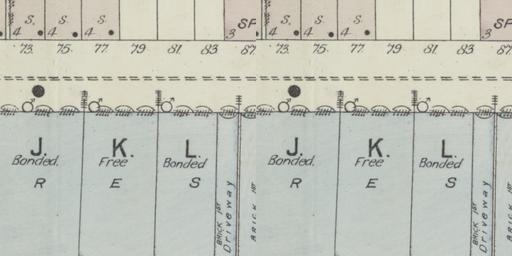 S. S. S. S. S. S.
4 4 4 3 SF 4 4 4 3 SF
73. 75. 77. 79 81. 83 87. 73. 75. 77. 79 81. 83 87.
J. K. L. J. K. L.
Bonded. Free Bonded Bonded. Free Bonded
R E S R E S
BRICK 1ST
Driveway
BRICK 1ST
BRICK 1ST
Driveway
BRICK 1ST